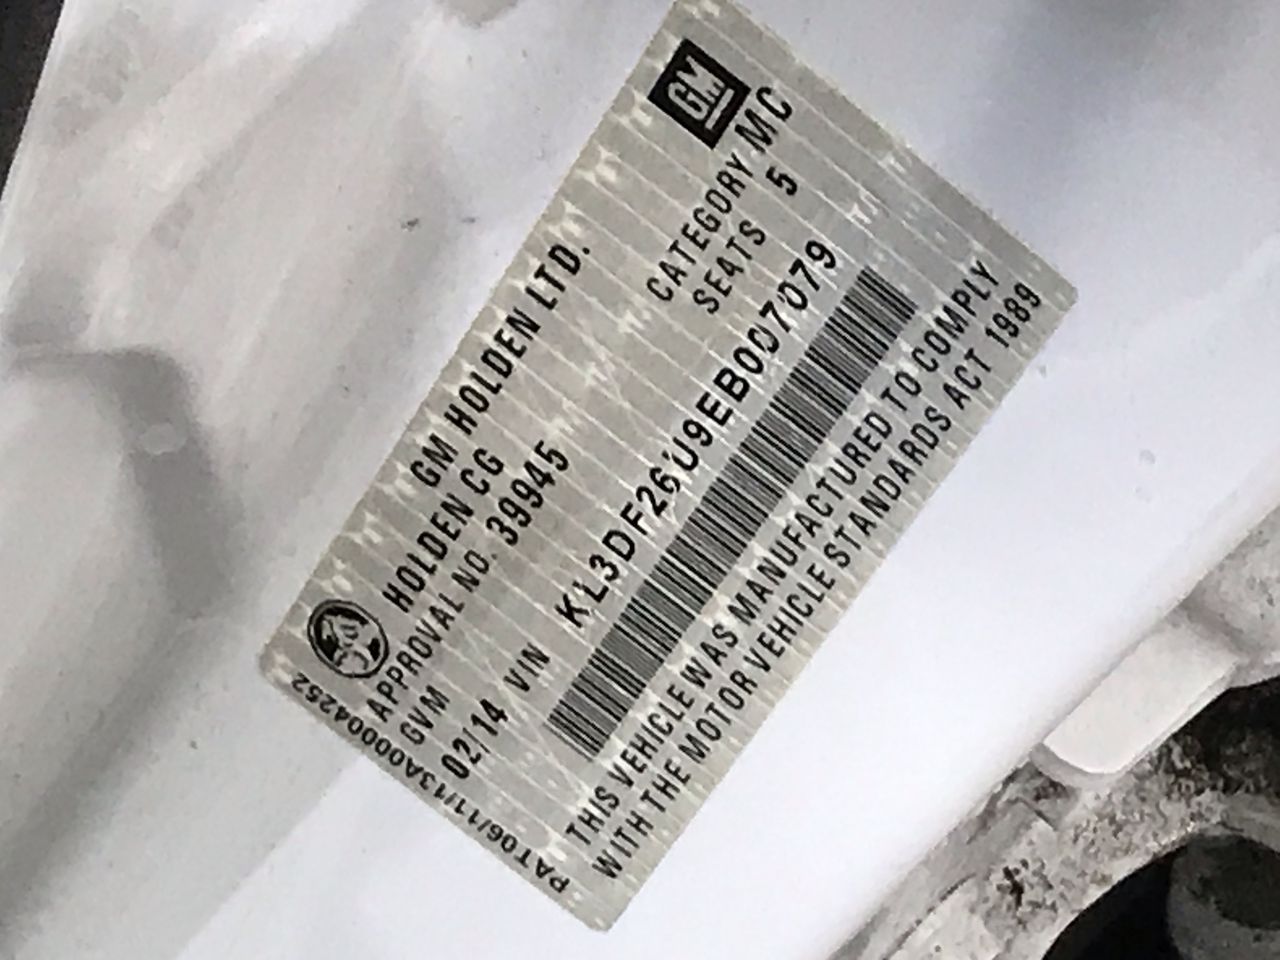 GM
GM HOLDEN LTD.
HOLDEN CG
CATEGORY MC
APPROVAL NO. 39945
SEATS 5
GVM
02/14 VIN KL3DF26U9EB007079
THIS VEHICLE WAS MANUFACTURED TO COMPLY
WITH THE MOTOR VEHICLE STANDARDS ACT 1989
PAT06/11/13A00000004252